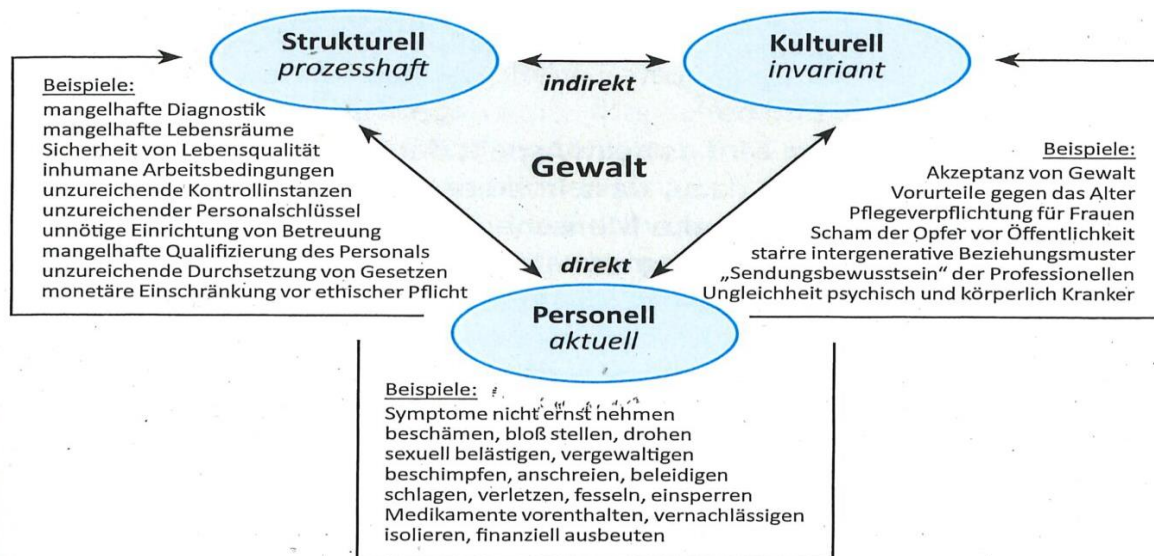 Strukturell
prozesshaft
Kulturell
invariant
indirekt
Gewalt
direkt
Personell
aktuell
Beispiele:
mangelhafte Diagnostik
mangelhafte Lebensräume
Sicherheit von Lebensqualität
inhumane Arbeitsbedingungen
unzureichende Kontrollinstanzen
unzureichender Personalschlüssel
unnötige Einrichtung von Betreuung
mangelhafte Qualifizierung des Personals
unzureichende Durchsetzung von Gesetzen
monetäre Einschränkung vor ethischer Pflicht
Beispiele:
Akzeptanz von Gewalt
Vorurteile gegen das Alter
Pflegeverpflichtung für Frauen
Scham der Opfer vor Öffentlichkeit
starre intergenerative Beziehungsmuster
„Sendungsbewusstsein“ der Professionellen
Ungleichheit psychisch und körperlich Kranker
Beispiele:
Symptome nicht ernst nehmen
beschämen, bloß stellen, drohen
sexuell belästigen, vergewaltigen
beschimpfen, anschreien, beleidigen
schlagen, verletzen, fesseln, einsperren
Medikamente vorenthalten, vernachlässigen
isolieren, finanziell ausbeuten